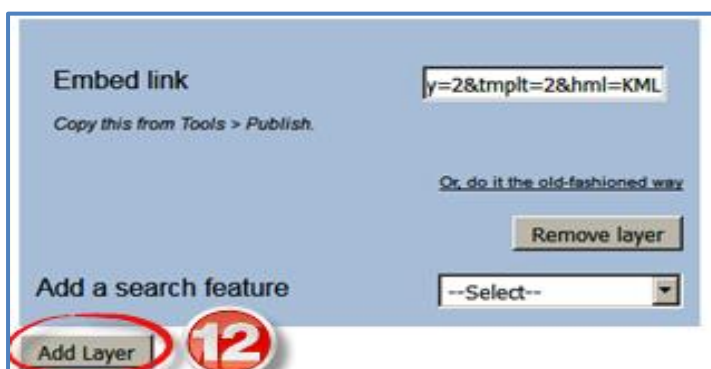 Embed link
y=2&tmplt=2&hml=KML
Copy this from Tools > Publish.
Or, do it the old-fashioned way
Remove layer
Add a search feature
--Select--
Add Layer
12